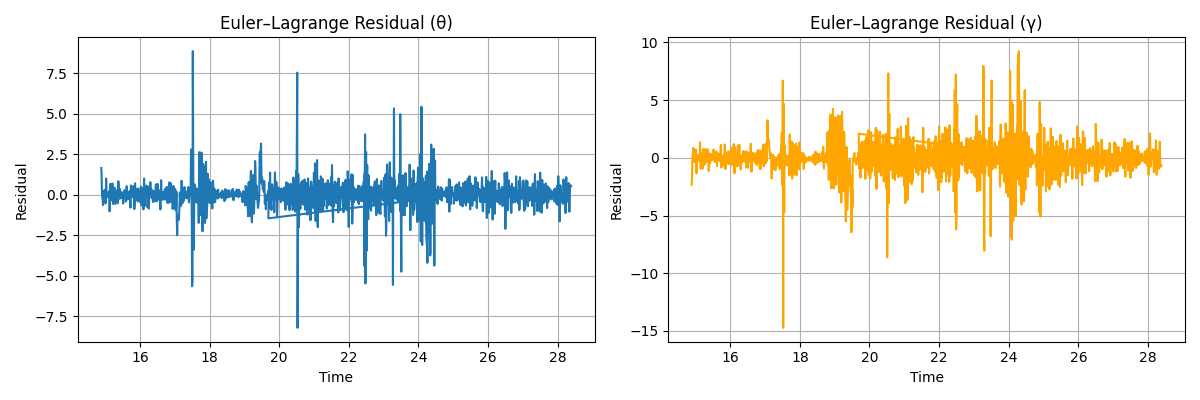 Euler–Lagrange Residual (θ)
7.5
5.0
2.5
0.0
−2.5
−5.0
−7.5
Residual
16 18 20 22 24 26 28
Time
Euler–Lagrange Residual (γ)
10
5
0
−5
−10
−15
Residual
16 18 20 22 24 26 28
Time